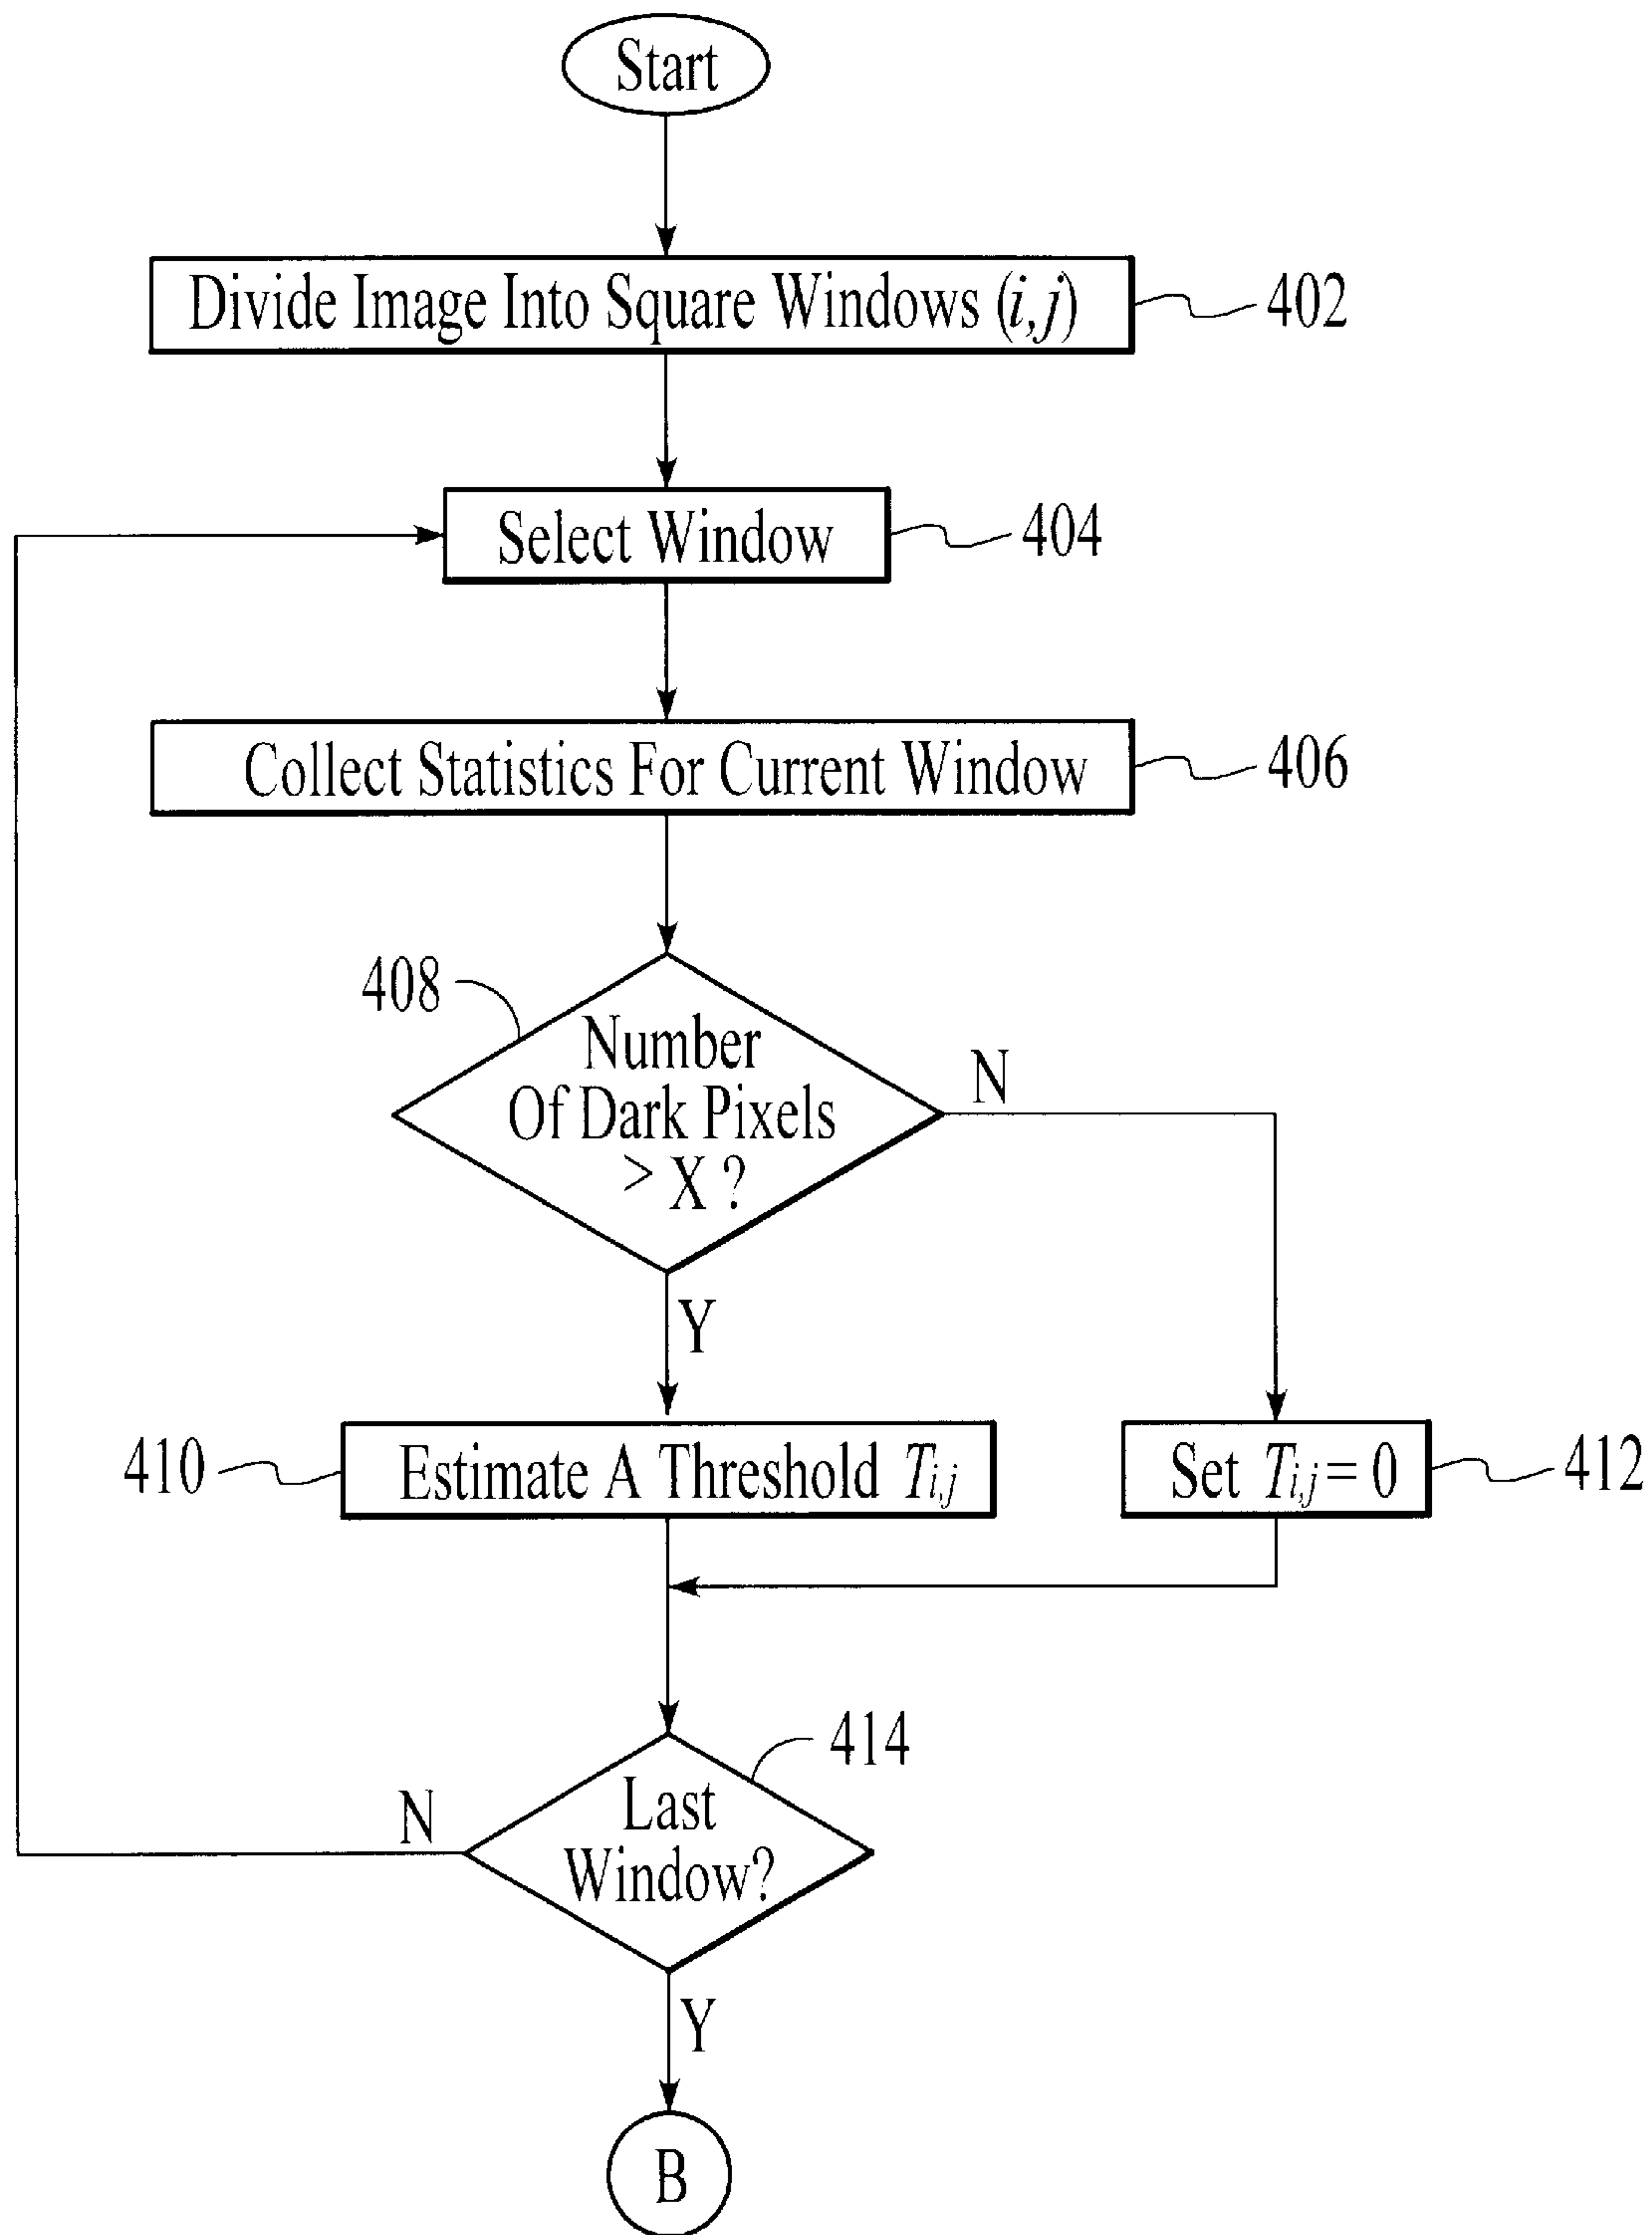 Start
Divide Image Into Square Windows (i,j)
402
Select Window
404
Collect Statistics For Current Window
406
408
Number
Of Dark Pixels
> X ?
N
Y
410
Estimate A Threshold Ti,j
Set Ti,j = 0
412
414
Last
Window?
N
Y
B